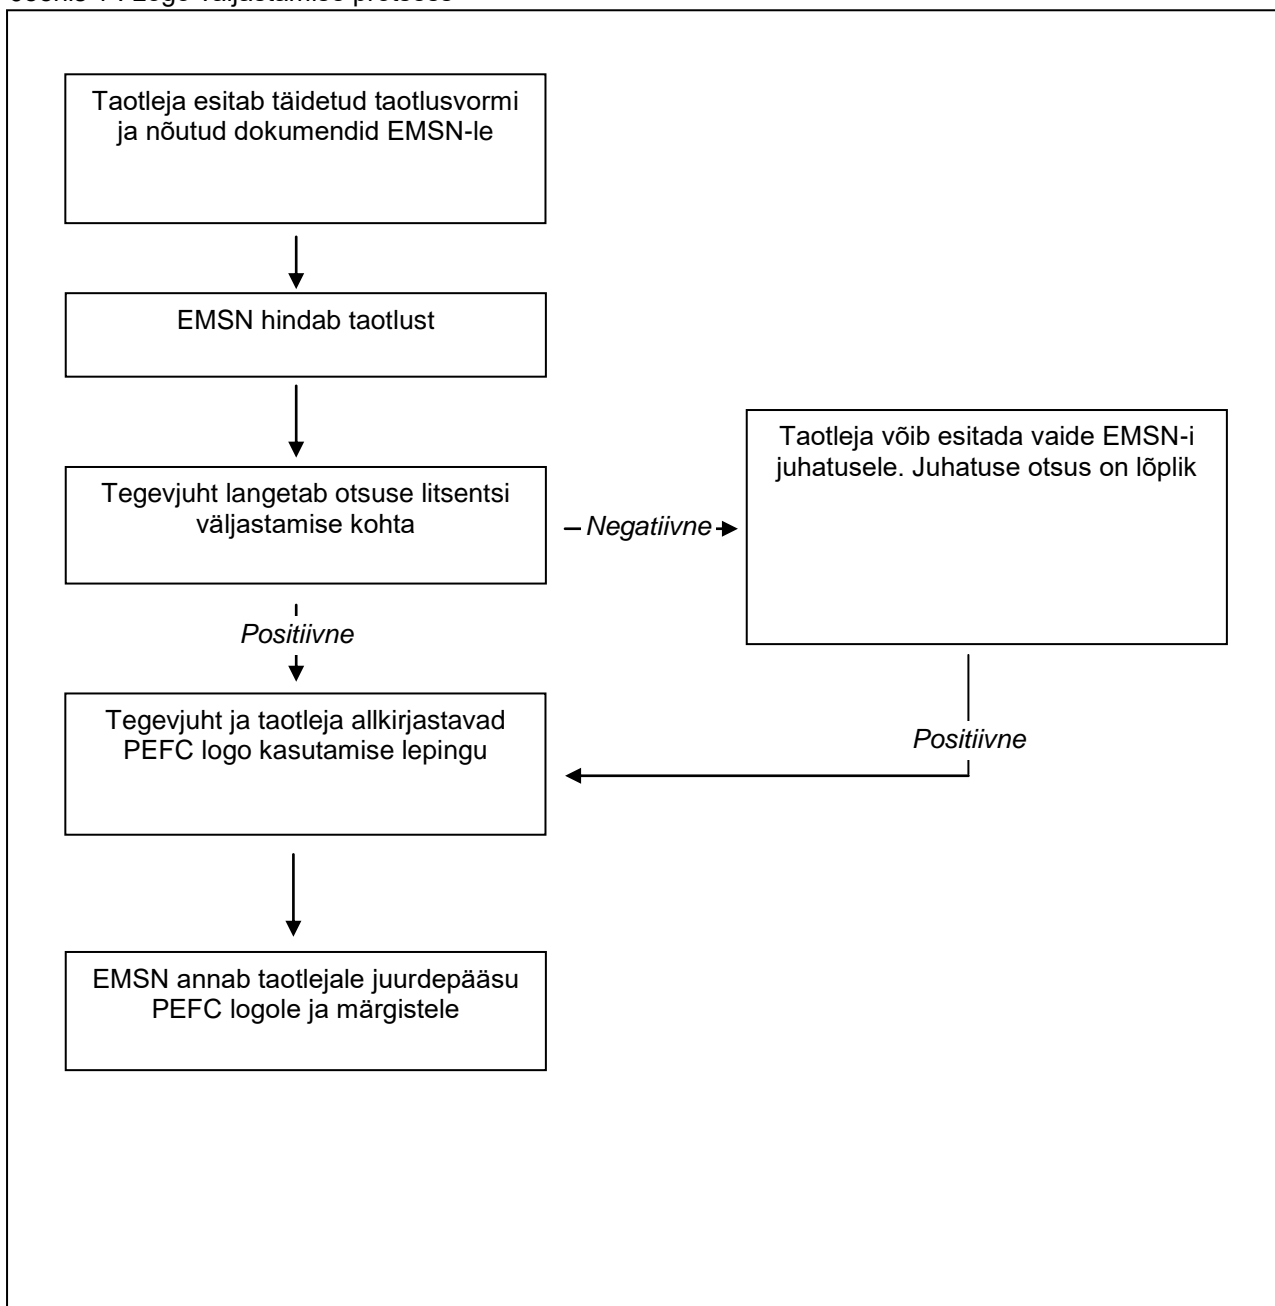 Taotleja esitab täidetud taotlusvormi
ja nõutud dokumendid EMSN-le
EMSN hindab taotlust
Tegevjuht langetab otsuse litsentsi
väljastamise kohta
Negatiivne
Taotleja võib esitada vaide EMSN-i
juhatusele. Juhatuse otsus on lõplik
Positiivne
Tegevjuht ja taotleja allkirjastavad
PEFC logo kasutamise lepingu
Positiivne
EMSN annab taotlejale juurdepääsu
PEFC logole ja märgistele